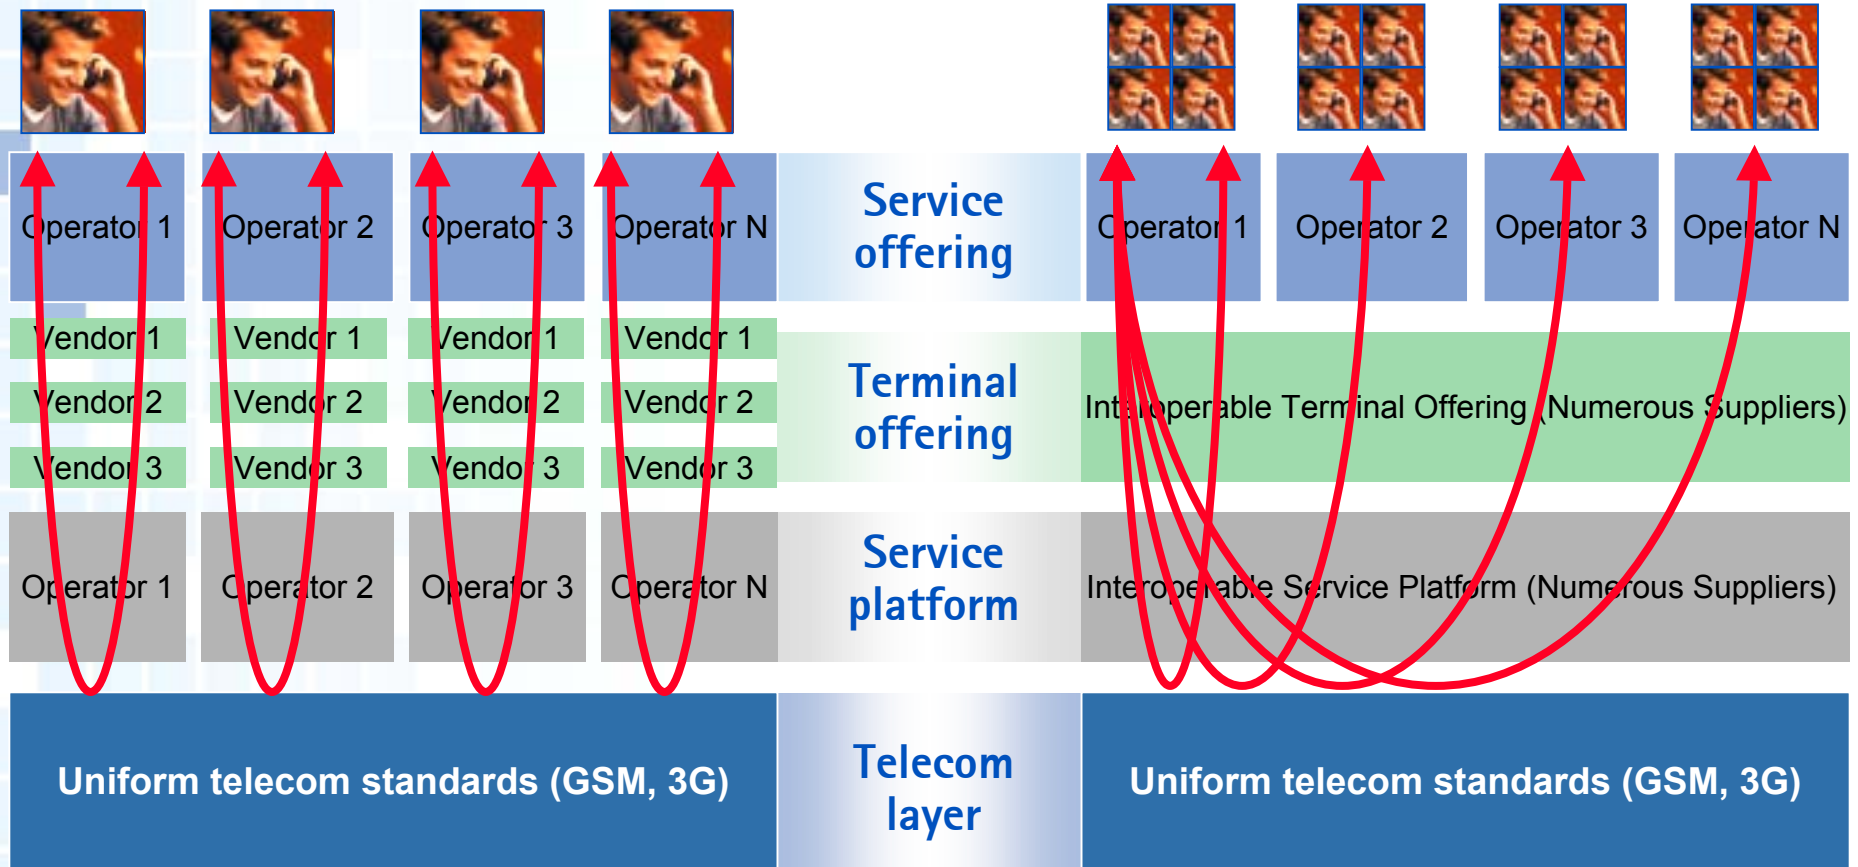 Operator 1 Operator 2 Operator 3 Operator N
Vendor 1 Vendor 1 Vendor 1 Vendor 1
Vendor 2 Vendor 2 Vendor 2 Vendor 2
Vendor 3 Vendor 3 Vendor 3 Vendor 3
Operator 1 Operator 2 Operator 3 Operator N
Uniform telecom standards (GSM, 3G)
Service
offering
Terminal
offering
Service
platform
Telecom
layer
Operator 1 Operator 2 Operator 3 Operator N
Interoperable Terminal Offering (Numerous Suppliers)
Interoperable Service Platform (Numerous Suppliers)
Uniform telecom standards (GSM, 3G)